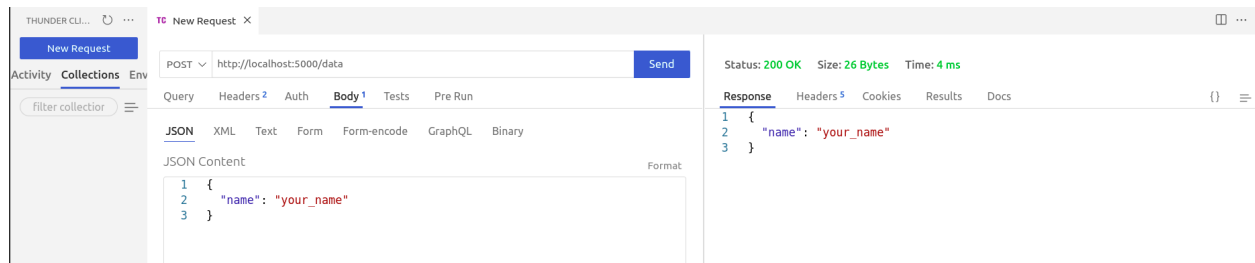 THUNDER CLI... ···
TC New Request ×
···
New Request
Activity Collections Env
filter collection
POST http://localhost:5000/data Send
Query Headers 2 Auth Body 1 Tests Pre Run
JSON XML Text Form Form-encode GraphQL Binary
JSON Content
Format
1 {
2 "name": "your_name"
3 }
Status: 200 OK Size: 26 Bytes Time: 4 ms
Response Headers 5 Cookies Results Docs {}
1 {
2 "name": "your_name"
3 }